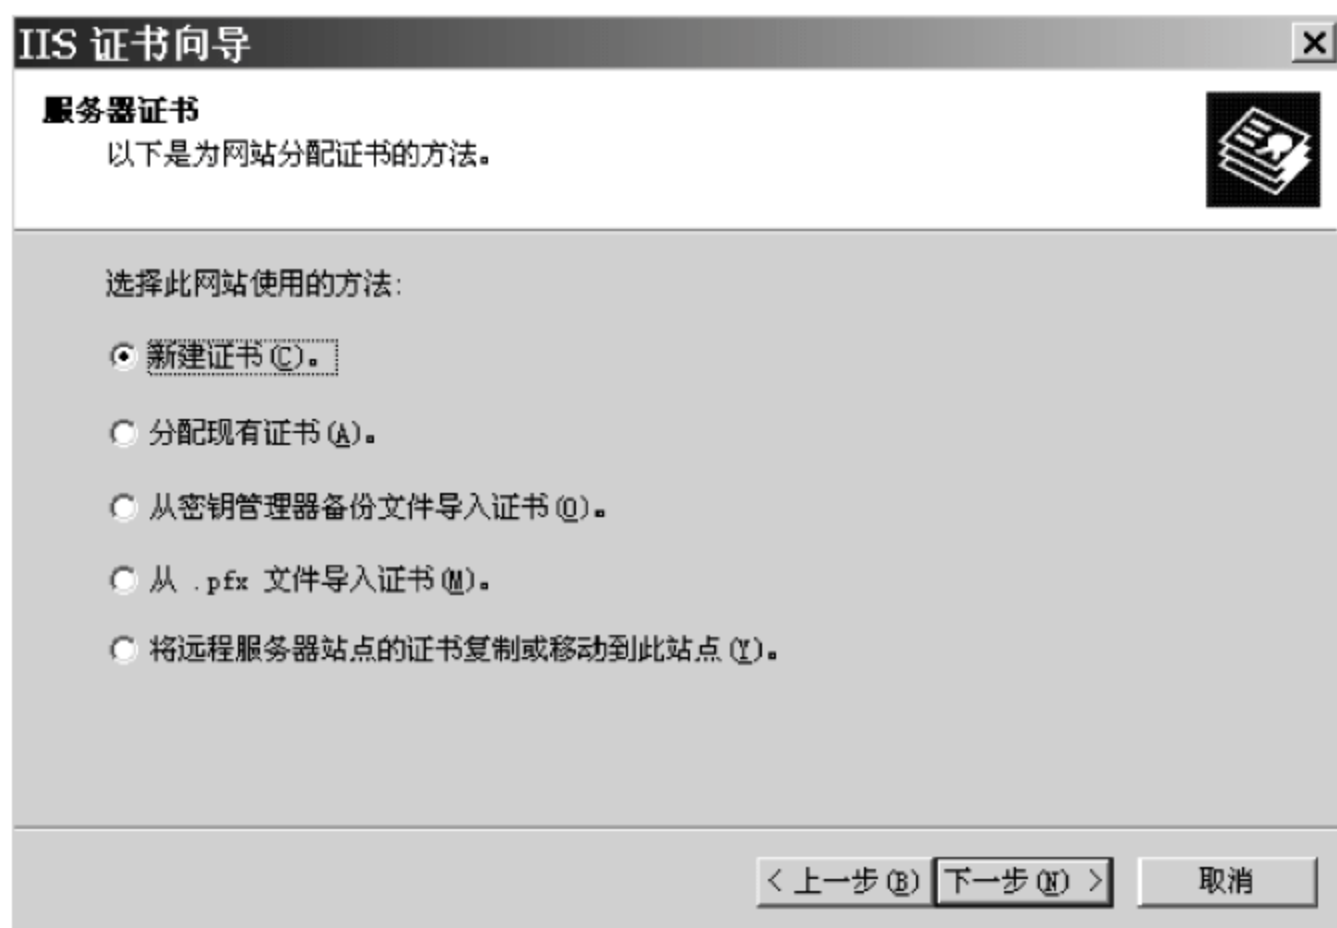 IIS 证书向导
服务器证书
以下是为网站分配证书的方法。
选择此网站使用的方法:
新建证书(C)。
分配现有证书(A)。
从密钥管理器备份文件导入证书(O)。
从 .pfx 文件导入证书(M)。
将远程服务器站点的证书复制或移动到此站点(Y)。
< 上一步(B) 下一步(N) > 取消